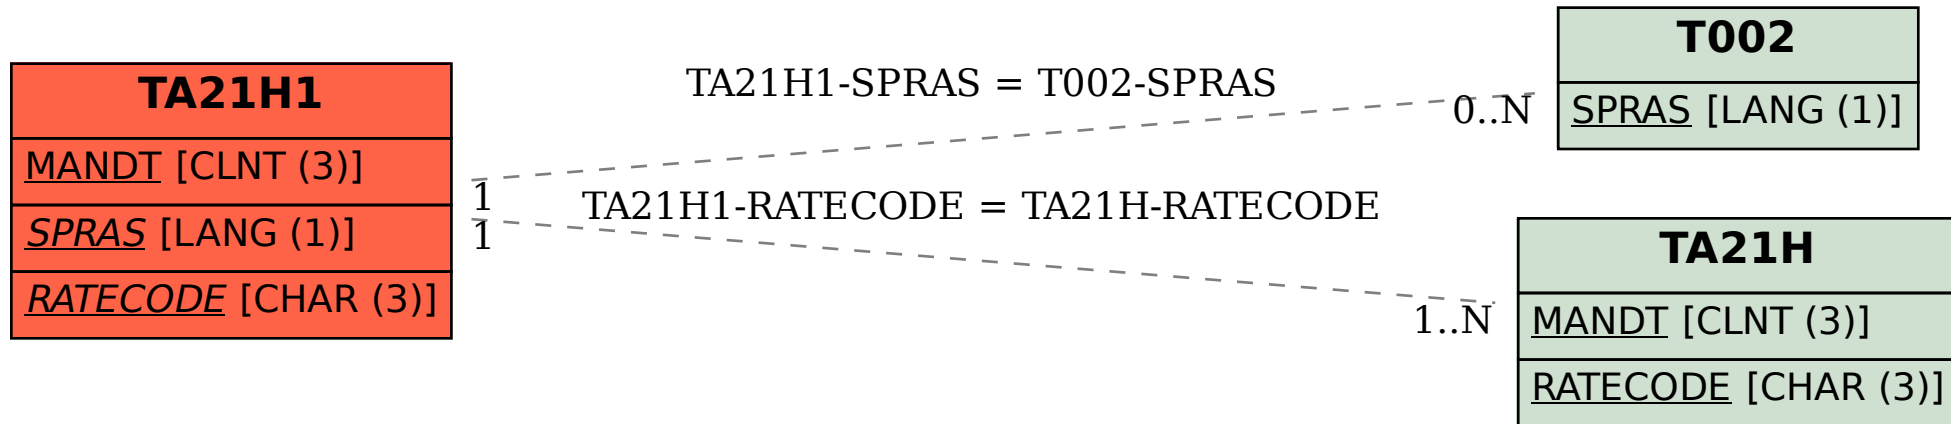 TA21H1
MANDT [CLNT (3)]
SPRAS [LANG (1)]
RATECODE [CHAR (3)]
TA21H1-SPRAS = T002-SPRAS
1
0..N
TA21H1-RATECODE = TA21H-RATECODE
1
1..N
T002
SPRAS [LANG (1)]
TA21H
MANDT [CLNT (3)]
RATECODE [CHAR (3)]